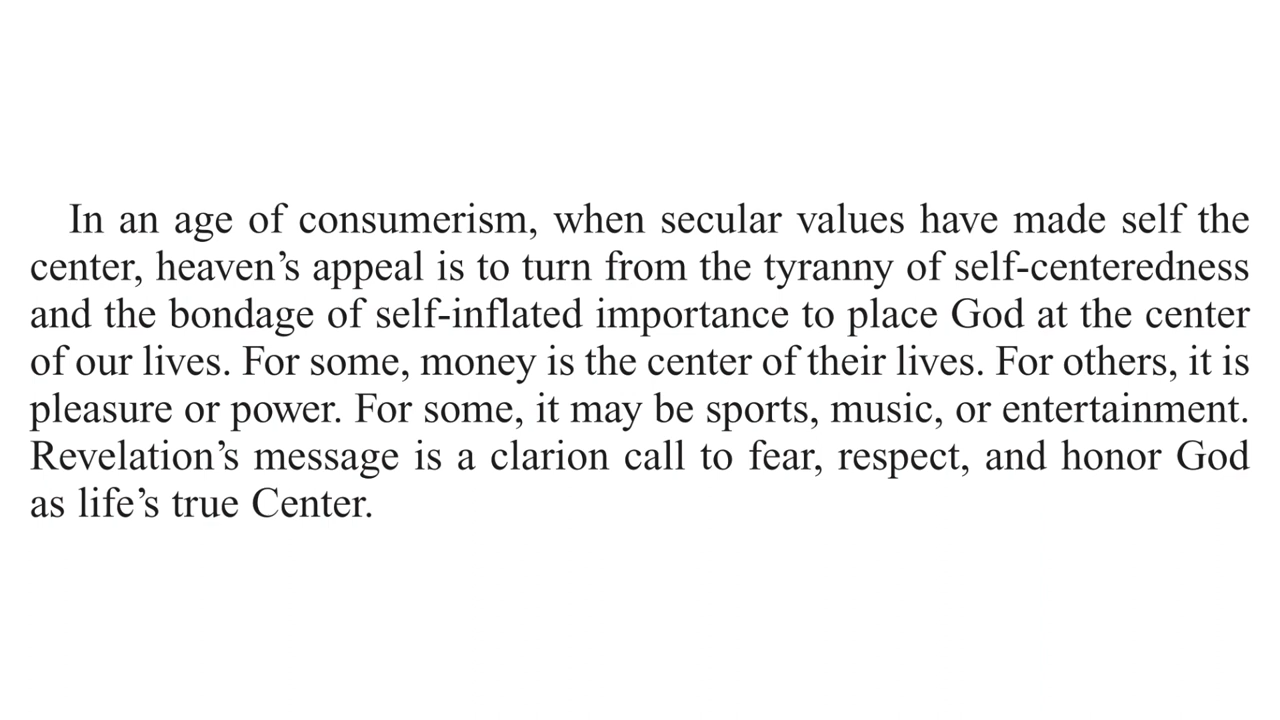 In an age of consumerism, when secular values have made self the
center, heaven’s appeal is to turn from the tyranny of self-centeredness
and the bondage of self-inflated importance to place God at the center
of our lives. For some, money is the center of their lives. For others, it is
pleasure or power. For some, it may be sports, music, or entertainment.
Revelation’s message is a clarion call to fear, respect, and honor God
as life’s true Center.